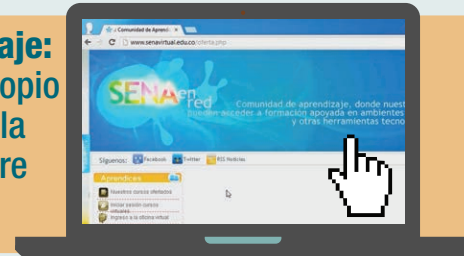 aje:
opio
la
re
Comunidad de Aprendi
www.senavirtual.edu.co/oferta.php
SENA en red
Comunidad de aprendizaje, donde nuest
pueden acceder a formación apoyada en ambientes
y otras herramientas tecno
Síguenos: Facebook Twitter RSS Noticias
Aprendices
Nuestros cursos ofertados
Iniciar sesión cursos
virtuales
Ingreso a la oficina virtual